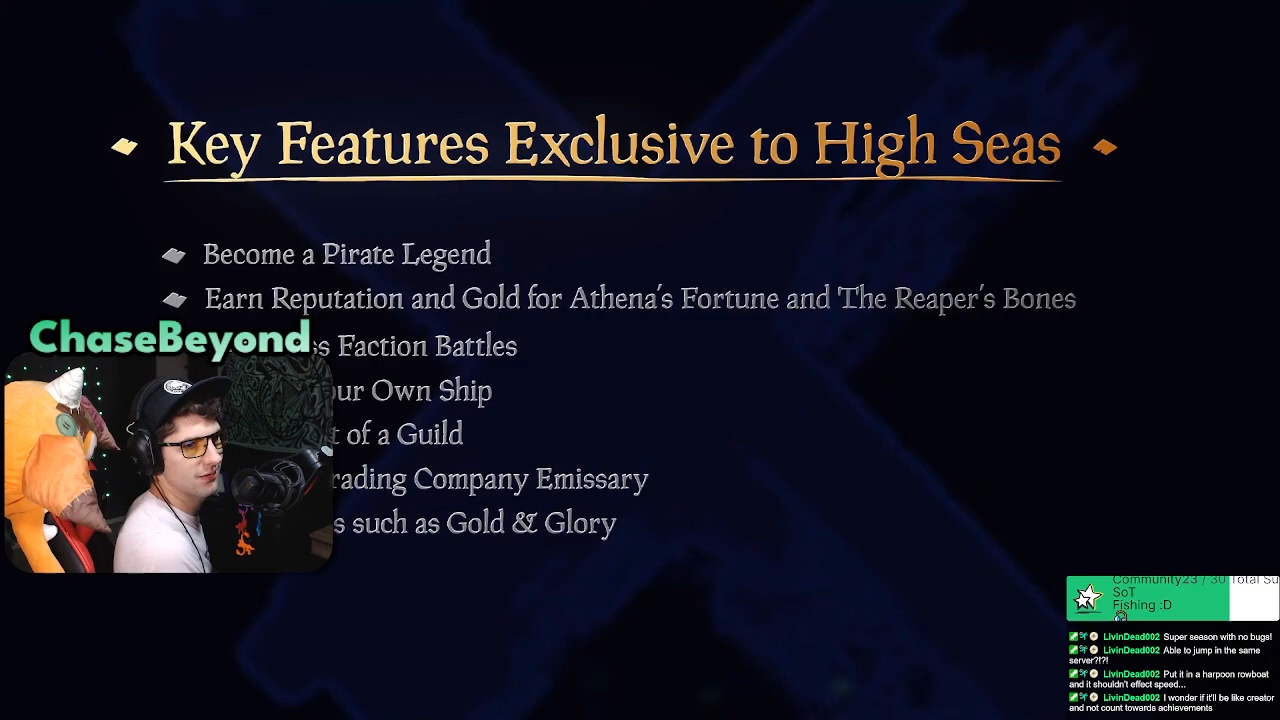 Key Features Exclusive to High Seas
Become a Pirate Legend
Earn Reputation and Gold for Athena's Fortune and The Reaper's Bones
ChaseBeyond
Faction Battles
Own Ship
of a Guild
Company Emissary
such as Gold & Glory
Community23 / 30 Total Su
SoT
Fishing :D
LivinDead002 Super season with no bugs!
LivinDead002 Able to jump in the same
server?!?!
LivinDead002 Put it in a harpoon rowboat
and it shouldn't effect speed...
LivinDead002 I wonder if it'll be like creator
and not count towards achievements